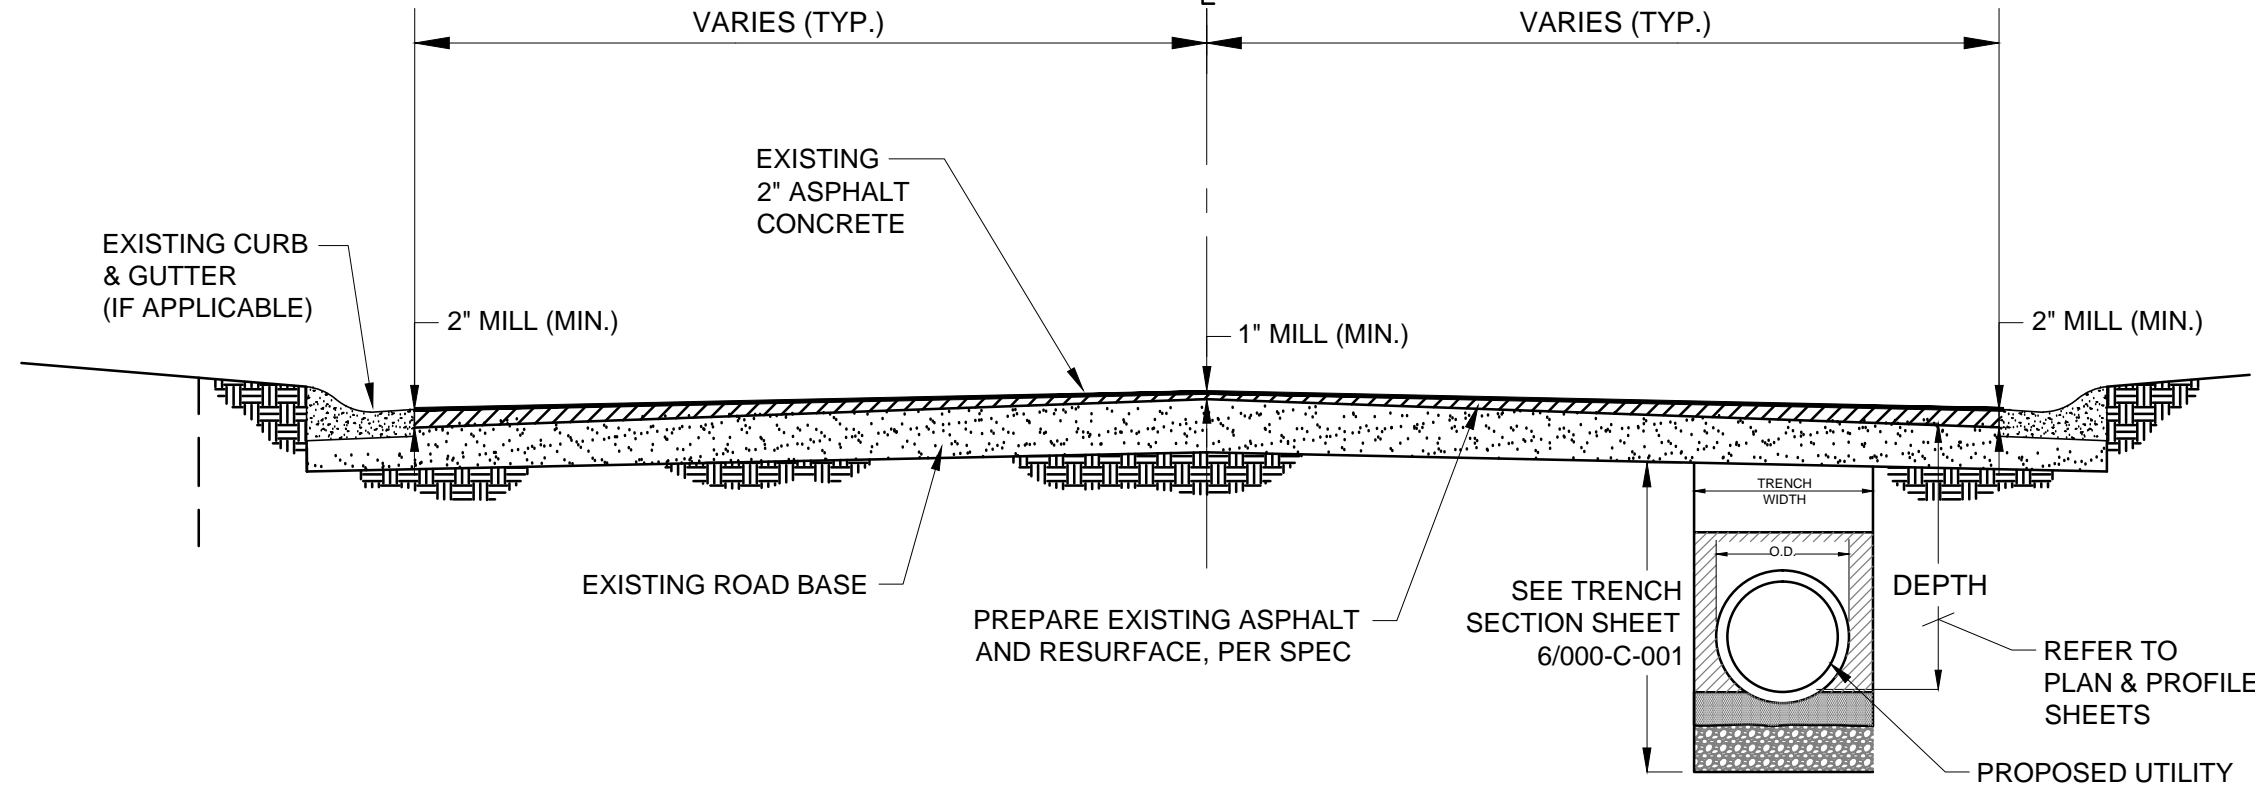 VARIES (TYP.)
VARIES (TYP.)
EXISTING
2" ASPHALT
CONCRETE
EXISTING CURB
& GUTTER
(IF APPLICABLE)
2" MILL (MIN.)
1" MILL (MIN.)
2" MILL (MIN.)
TRENCH
WIDTH
O.D.
EXISTING ROAD BASE
PREPARE EXISTING ASPHALT
AND RESURFACE, PER SPEC
SEE TRENCH
SECTION SHEET
6/000-C-001
DEPTH
REFER TO
PLAN & PROFILE
SHEETS
PROPOSED UTILITY